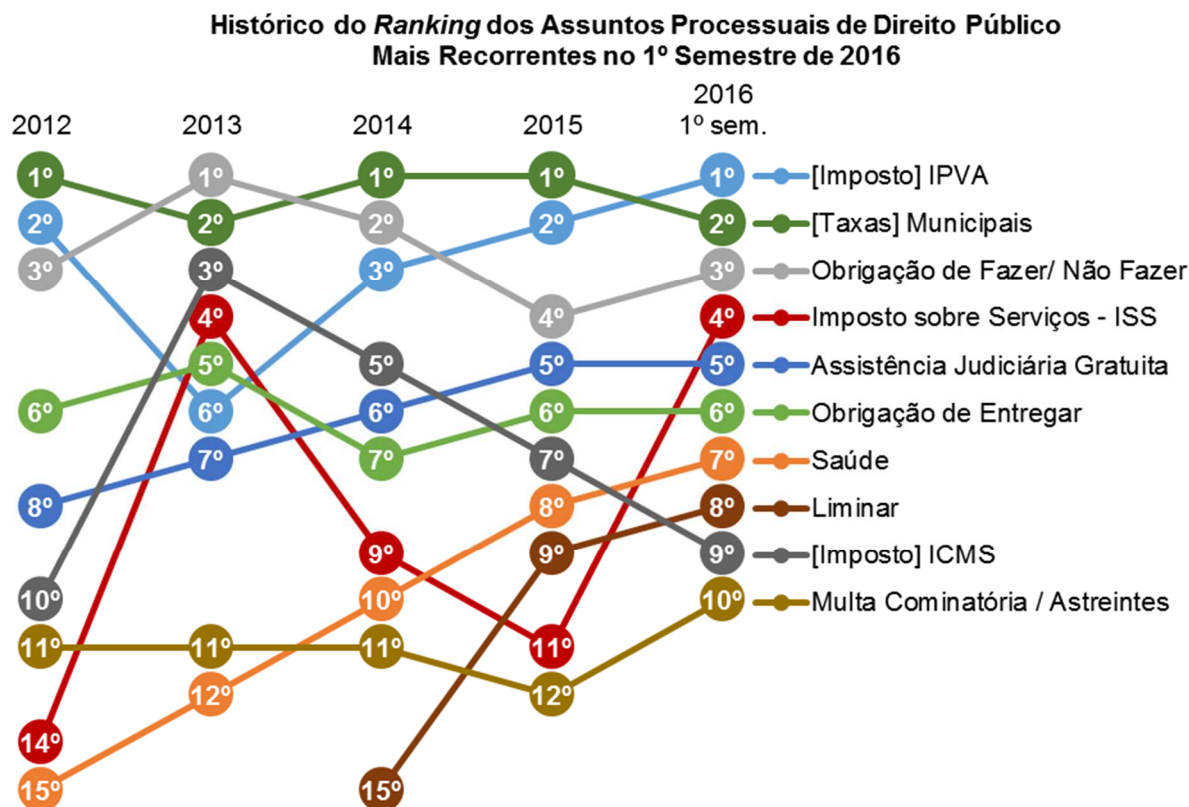 Histórico do Ranking dos Assuntos Processuais de Direito Público
Mais Recorrentes no 1º Semestre de 2016
2012 2013 2014 2015 2016
1º sem.
1º 1º 1º 1º 1º [Imposto] IPVA
2º 2º 2º 2º 2º [Taxas] Municipais
3º 3º 3º 3º Obrigação de Fazer/ Não Fazer
4º 4º 4º Imposto sobre Serviços - ISS
5º 5º 5º 5º Assistência Judiciária Gratuita
6º 6º 6º 6º 6º Obrigação de Entregar
7º 7º 7º 7º Saúde
8º 8º 8º Liminar
10º 9º 9º 9º [Imposto] ICMS
10º 10º Multa Cominatória / Astreintes
11º 11º 11º 11º
12º 12º
14º
15º 15º